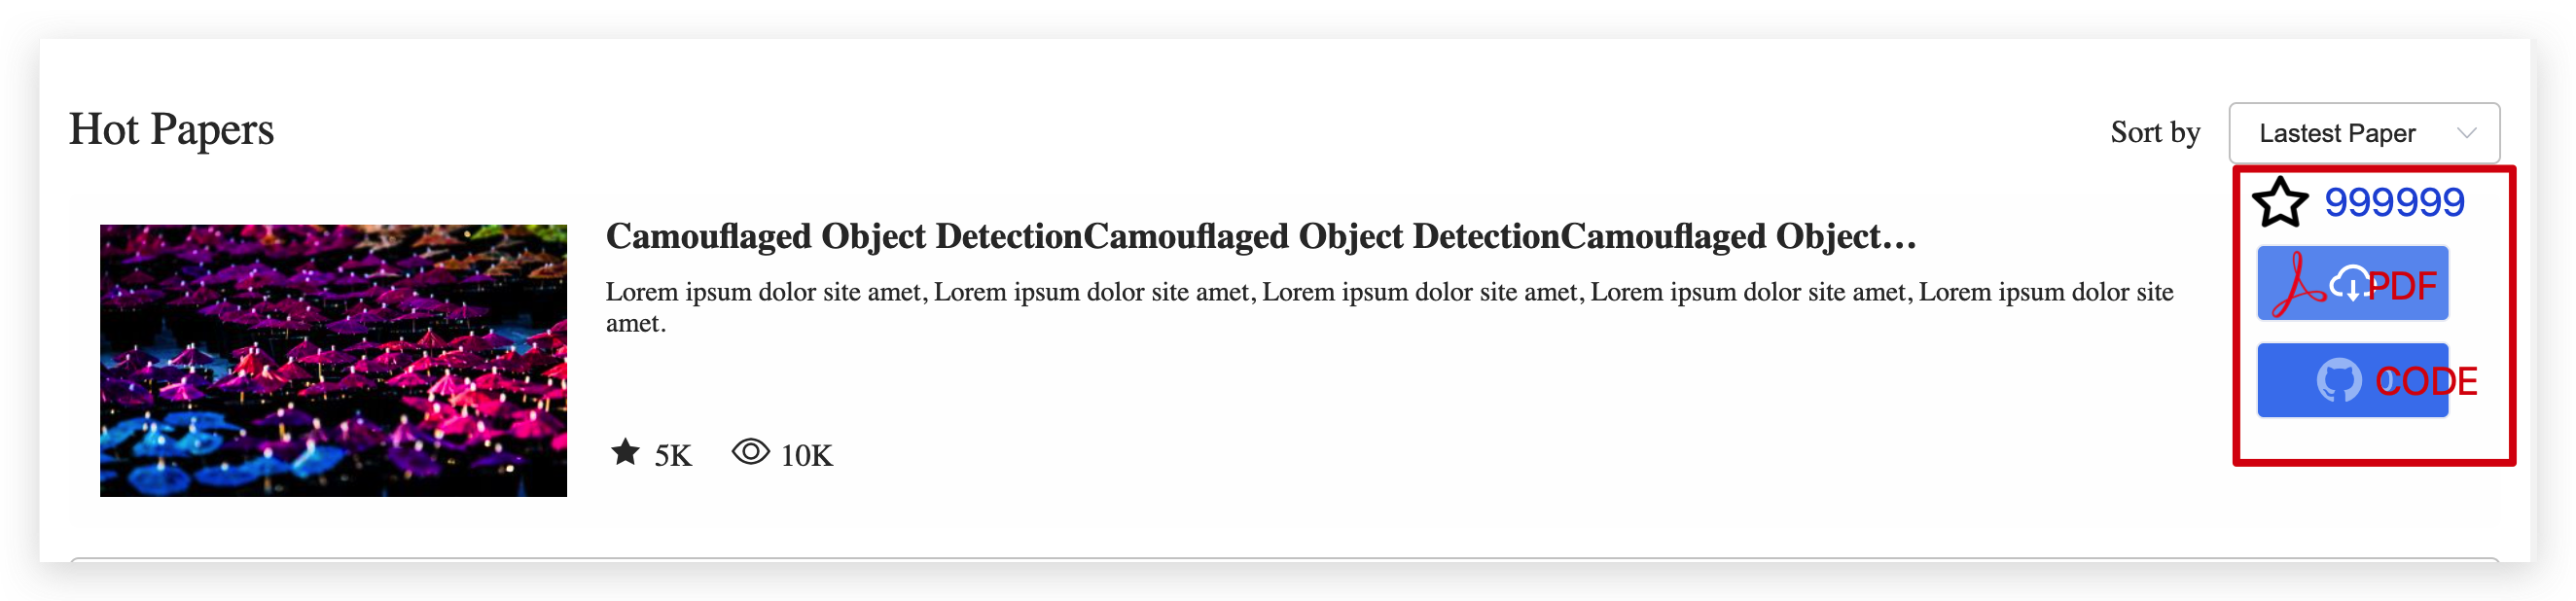 Hot Papers
Sort by
Lastest Paper
999999
Camouflaged Object DetectionCamouflaged Object DetectionCamouflaged Object...
PDF
Lorem ipsum dolor site amet, Lorem ipsum dolor site amet, Lorem ipsum dolor site amet, Lorem ipsum dolor site amet, Lorem ipsum dolor site
amet.
CODE
5K
10K